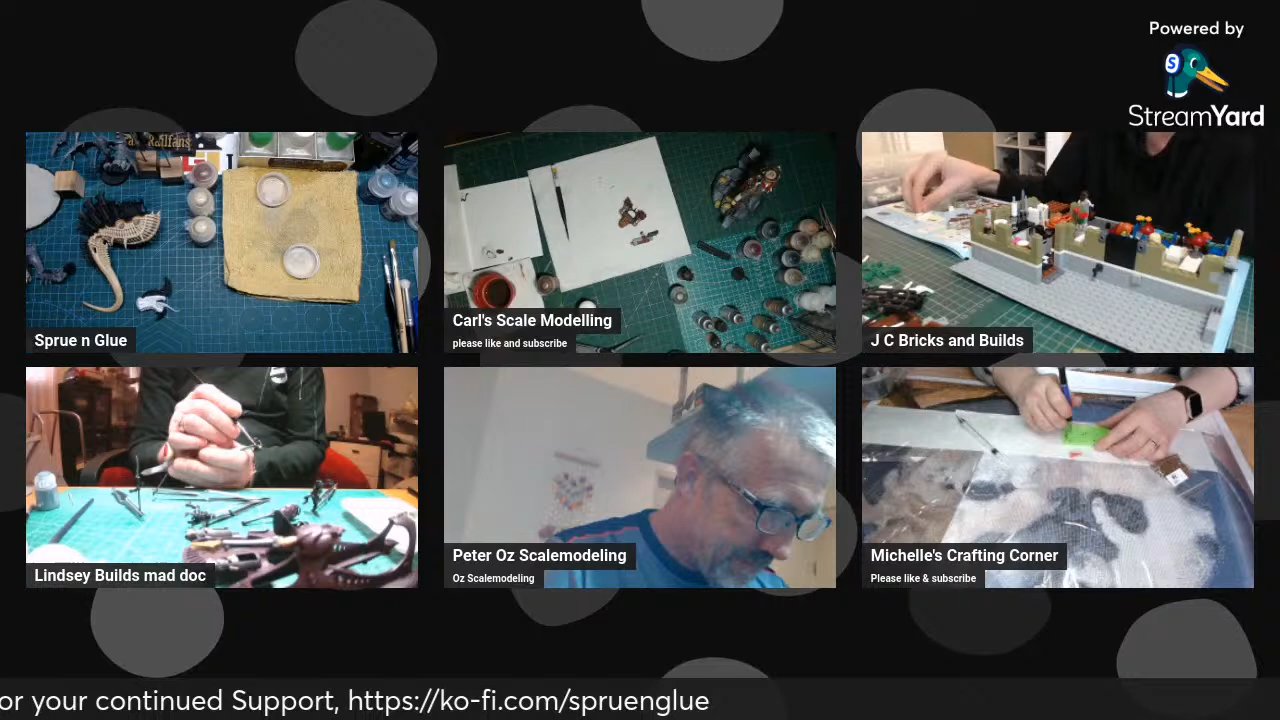 Powered by
S
StreamYard
Railfans
Sprue n Glue
Carl's Scale Modelling
please like and subscribe
J C Bricks and Builds
Lindsey Builds mad doc
Peter Oz Scalemodeling
Oz Scalemodeling
Michelle's Crafting Corner
Please like & subscribe
or your continued Support, https://ko-fi.com/spruenglue